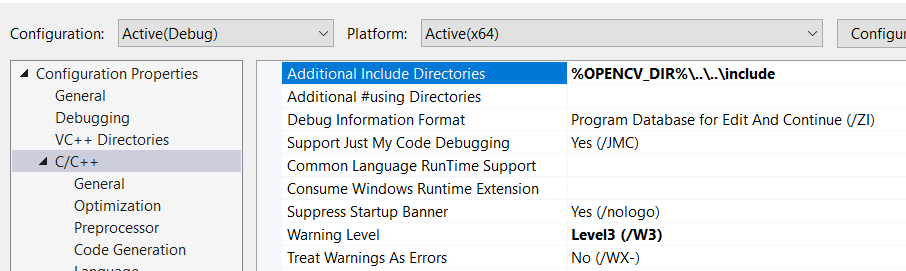 Configuration: Active(Debug) Platform: Active(x64) Configur
Configuration Properties
General
Debugging
VC++ Directories
C/C++
General
Optimization
Preprocessor
Code Generation
Language
Additional Include Directories %OPENCV_DIR%\..\..\include
Additional #using Directories
Debug Information Format Program Database for Edit And Continue (/ZI)
Support Just My Code Debugging Yes (/JMC)
Common Language RunTime Support
Consume Windows Runtime Extension
Suppress Startup Banner Yes (/nologo)
Warning Level Level3 (/W3)
Treat Warnings As Errors No (/WX-)